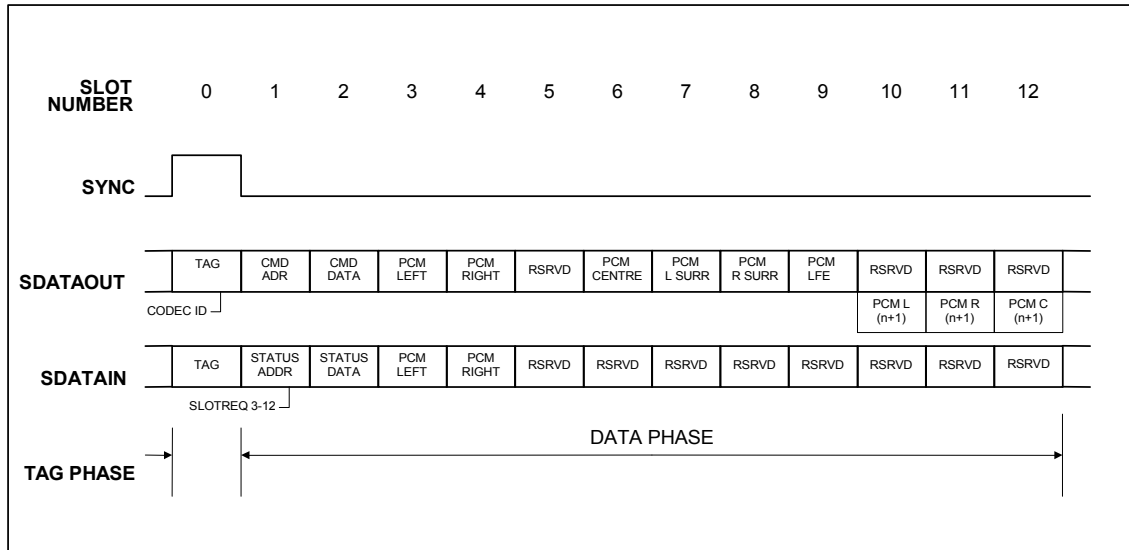 SLOT NUMBER 0 1 2 3 4 5 6 7 8 9 10 11 12
SYNC
SDATAOUT TAG CMD ADR CMD DATA PCM LEFT PCM RIGHT RSRVD PCM CENTRE PCM L SURR PCM R SURR PCM LFE RSRVD RSRVD RSRVD
CODEC ID PCM L (n+1) PCM R (n+1) PCM C (n+1)
SDATAIN TAG STATUS ADDR STATUS DATA PCM LEFT PCM RIGHT RSRVD RSRVD RSRVD RSRVD RSRVD RSRVD RSRVD RSRVD
SLOTREQ 3-12
DATA PHASE
TAG PHASE